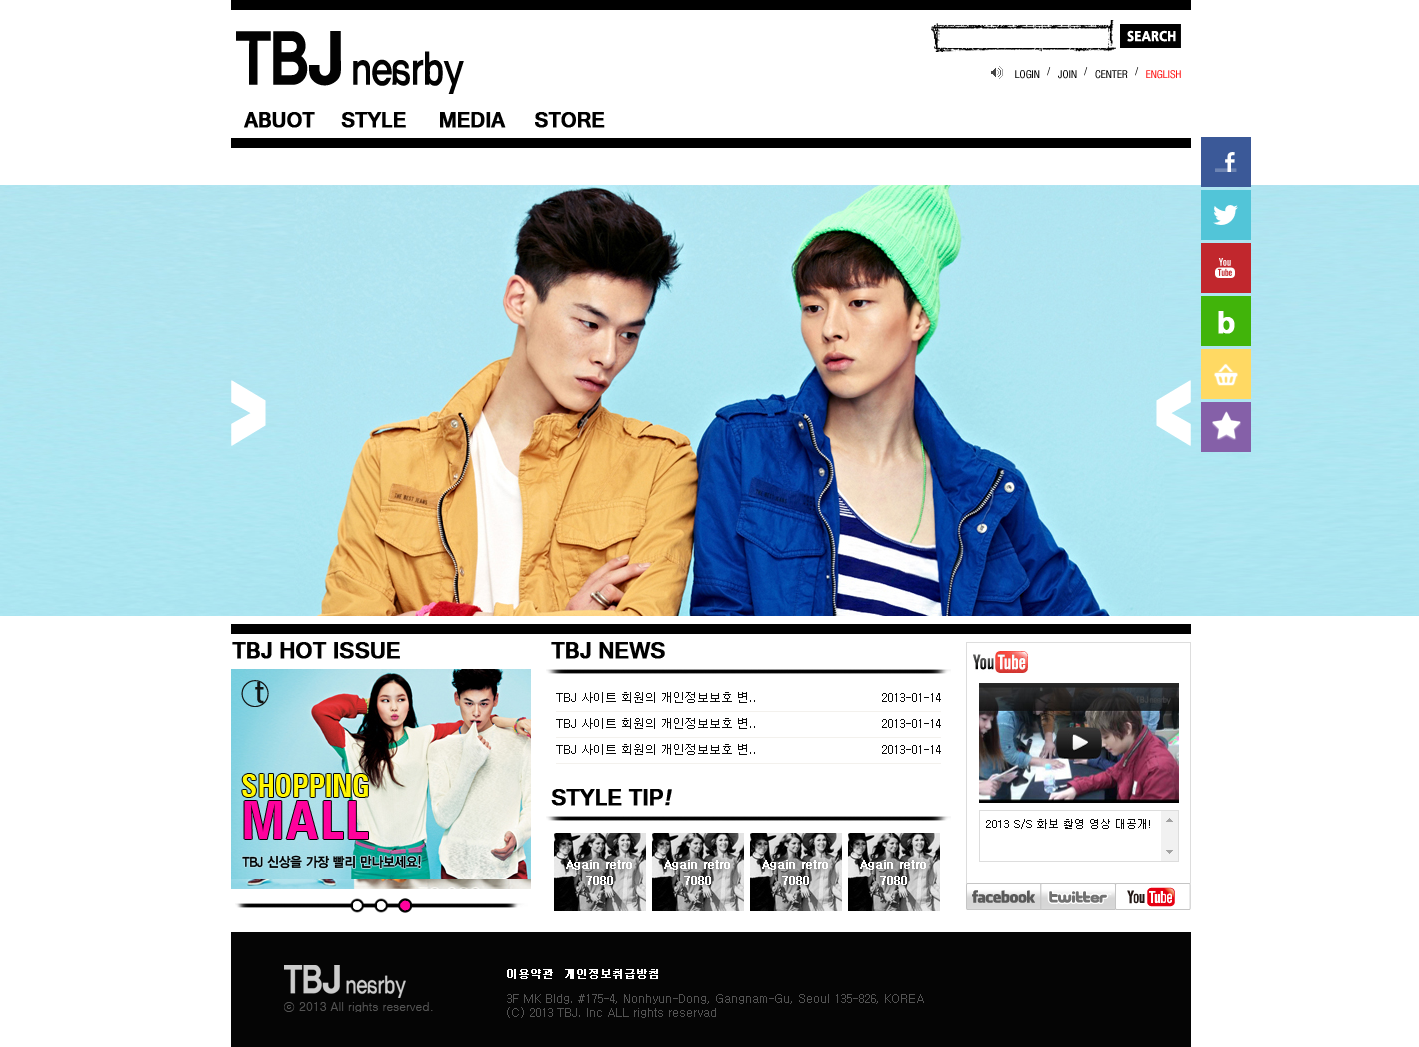 TBJ nesrby
SEARCH
LOGIN / JOIN / CENTER / ENGLISH
ABUOT STYLE MEDIA STORE
f
You Tube
b
THE BEST JEANS
TBJ HOT ISSUE
t
SHOPPING
MALL
TBJ 신상을 가장 빨리 만나보세요!
TBJ NEWS
TBJ 사이트 회원의 개인정보보호 변.. 2013-01-14
TBJ 사이트 회원의 개인정보보호 변.. 2013-01-14
TBJ 사이트 회원의 개인정보보호 변.. 2013-01-14
STYLE TIP!
Again retro Again retro Again retro Again retro
7080 7080 7080 7080
YouTube
TBJ nesrby
2013 S/S 화보 촬영 영상 대공개!
facebook twitter YouTube
TBJ nesrby
© 2013 All rights reserved.
이용약관 개인정보취급방침
3F MK Bldg. #175-4, Nonhyun-Dong, Gangnam-Gu, Seoul 135-826, KOREA
(C) 2013 TBJ. Inc ALL rights reservad